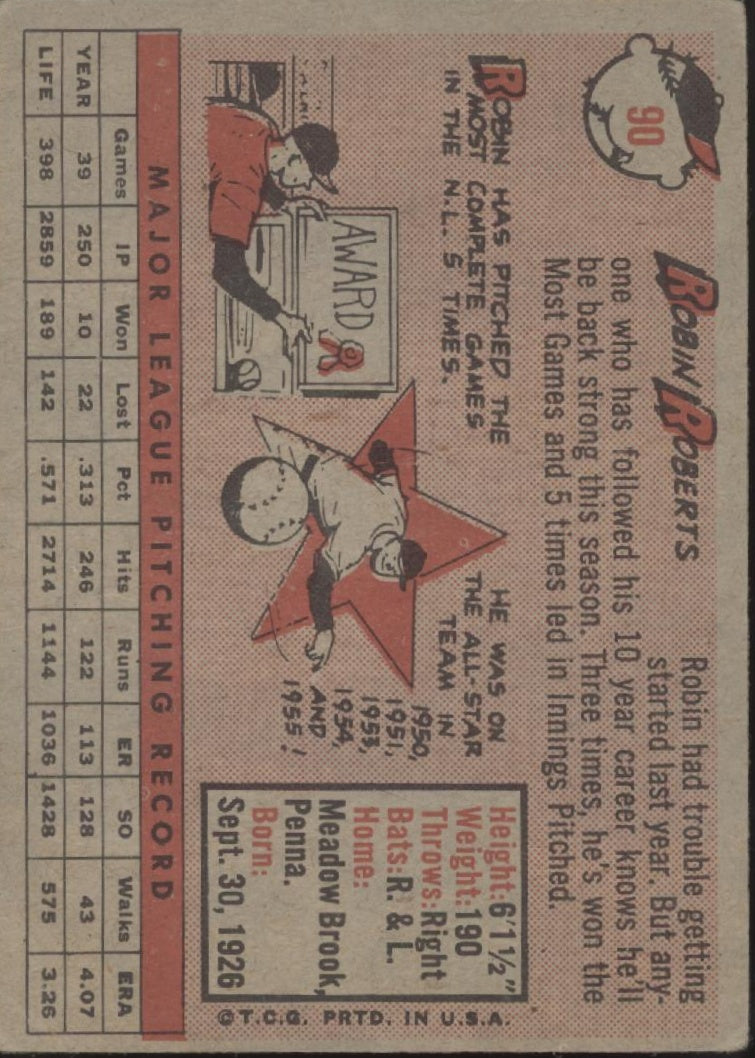 90
ROBIN ROBERTS
Robin had trouble getting
started last year. But any-
one who has followed his 10 year career knows he'll
be back strong this season. Three times, he's won the
Most Games and 5 times led in Innings Pitched.
ROBIN HAS PITCHED THE
MOST COMPLETE GAMES
IN THE N.L. 5 TIMES.
AWARD
HE WAS ON
THE ALL-STAR
TEAM IN
1950,
1951,
1953,
1954,
AND
1955!
Height: 6'1½"
Weight: 190
Throws: Right
Bats: R. & L.
Home:
Meadow Brook,
Penna.
Born:
Sept. 30, 1926
©T.C.G. PRTD. IN U.S.A.
MAJOR LEAGUE PITCHING RECORD
Games IP Won Lost Pct Hits Runs ER SO Walks ERA
YEAR 39 250 10 22 .313 246 122 113 128 43 4.07
LIFE 398 2859 189 142 .571 2714 1144 1036 1428 575 3.26